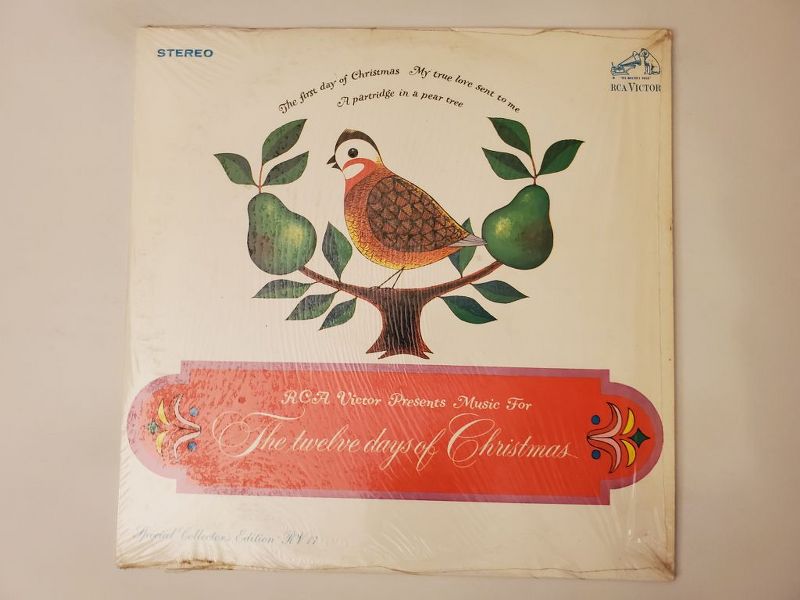 STEREO
RCA VICTOR
The first day of Christmas My true love sent to me
A partridge in a pear tree
RCA Victor Presents Music For
The twelve days of Christmas
Special Collectors Edition